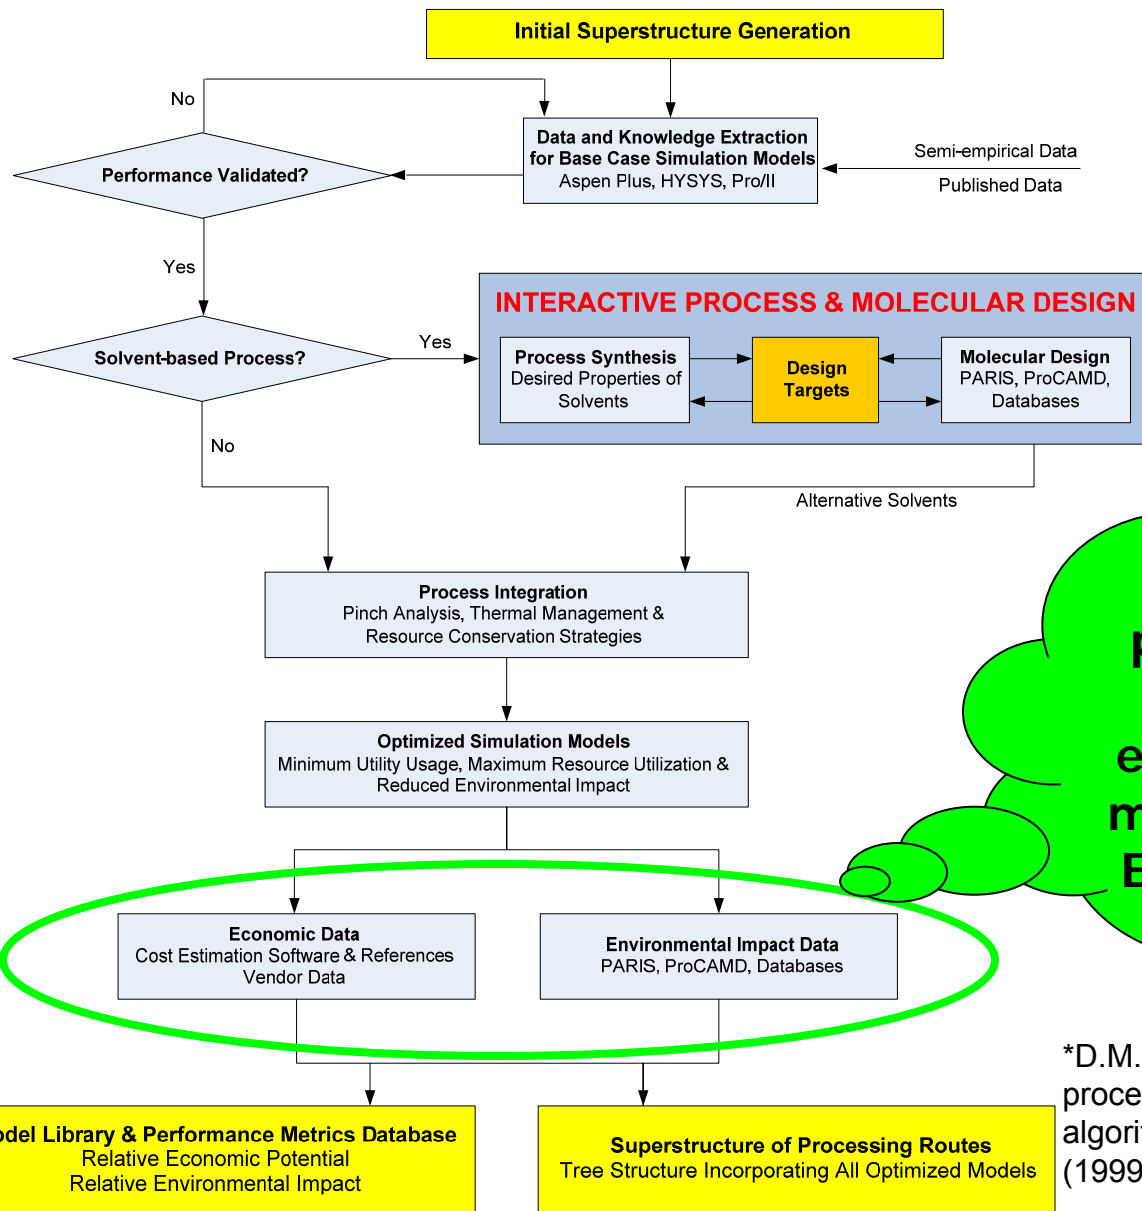 Initial Superstructure Generation
No
Data and Knowledge Extraction
for Base Case Simulation Models
Aspen Plus, HYSYS, Pro/II
Semi-empirical Data
Published Data
Performance Validated?
Yes
INTERACTIVE PROCESS & MOLECULAR DESIGN
Solvent-based Process?
Yes
Process Synthesis
Desired Properties of
Solvents
Design
Targets
Molecular Design
PARIS, ProCAMD,
Databases
No
Alternative Solvents
Process Integration
Pinch Analysis, Thermal Management &
Resource Conservation Strategies
Optimized Simulation Models
Minimum Utility Usage, Maximum Resource Utilization &
Reduced Environmental Impact
Economic Data
Cost Estimation Software & References
Vendor Data
Environmental Impact Data
PARIS, ProCAMD, Databases
*D.M.
Library & Performance Metrics Database
Relative Economic Potential
Relative Environmental Impact
Superstructure of Processing Routes
Tree Structure Incorporating All Optimized Models
(1999